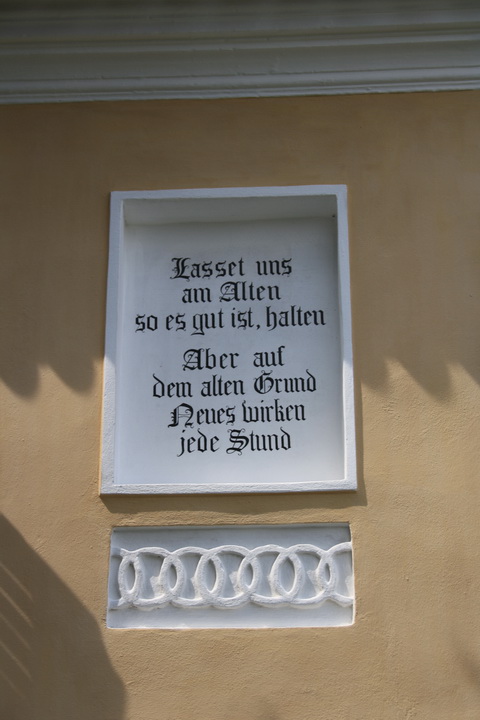 Lasset uns
am Alten
so es gut ist, halten
Aber auf
dem alten Grund
Neues wirken
jede Stund